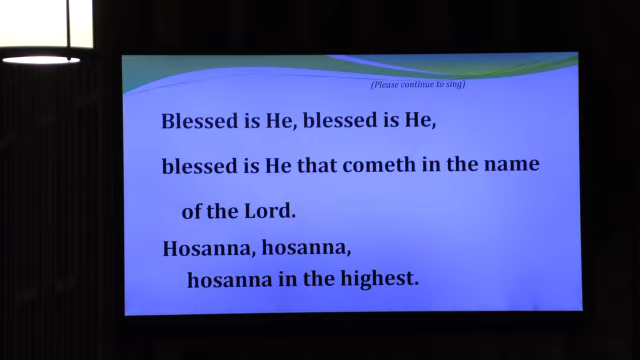 (Please continue to sing)
Blessed is He, blessed is He,
blessed is He that cometh in the name
of the Lord.
Hosanna, hosanna,
hosanna in the highest.